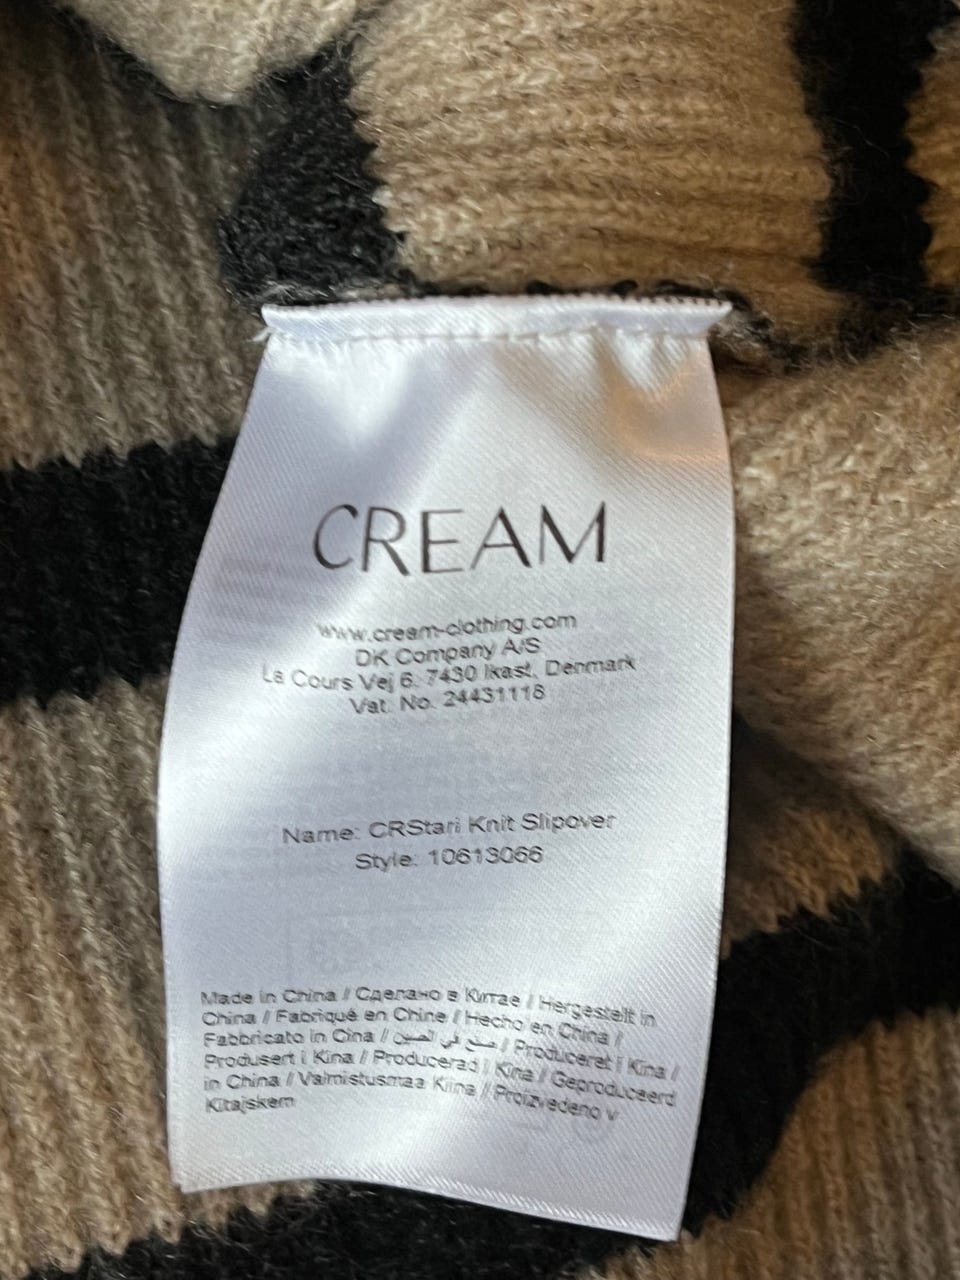 CREAM
www.cream-clothing.com
DK Company A/S
La Cours Vej 6. 7430 Ikast, Denmark
Vat. No. 24431118
Name: CRStari Knit Slipover
Style: 10613066
Made in China / Сделано в Китае / Hergestellt in
China / Fabriqué en Chine / Hecho en China /
Fabbricato in Cina / صنع في الصين / Produceret i Kina /
Produsert i Kina / Producerad i Kina / Geproduceerd
in China / Valmistusmaa Kiina / Proizvedeno v
Kitajskem